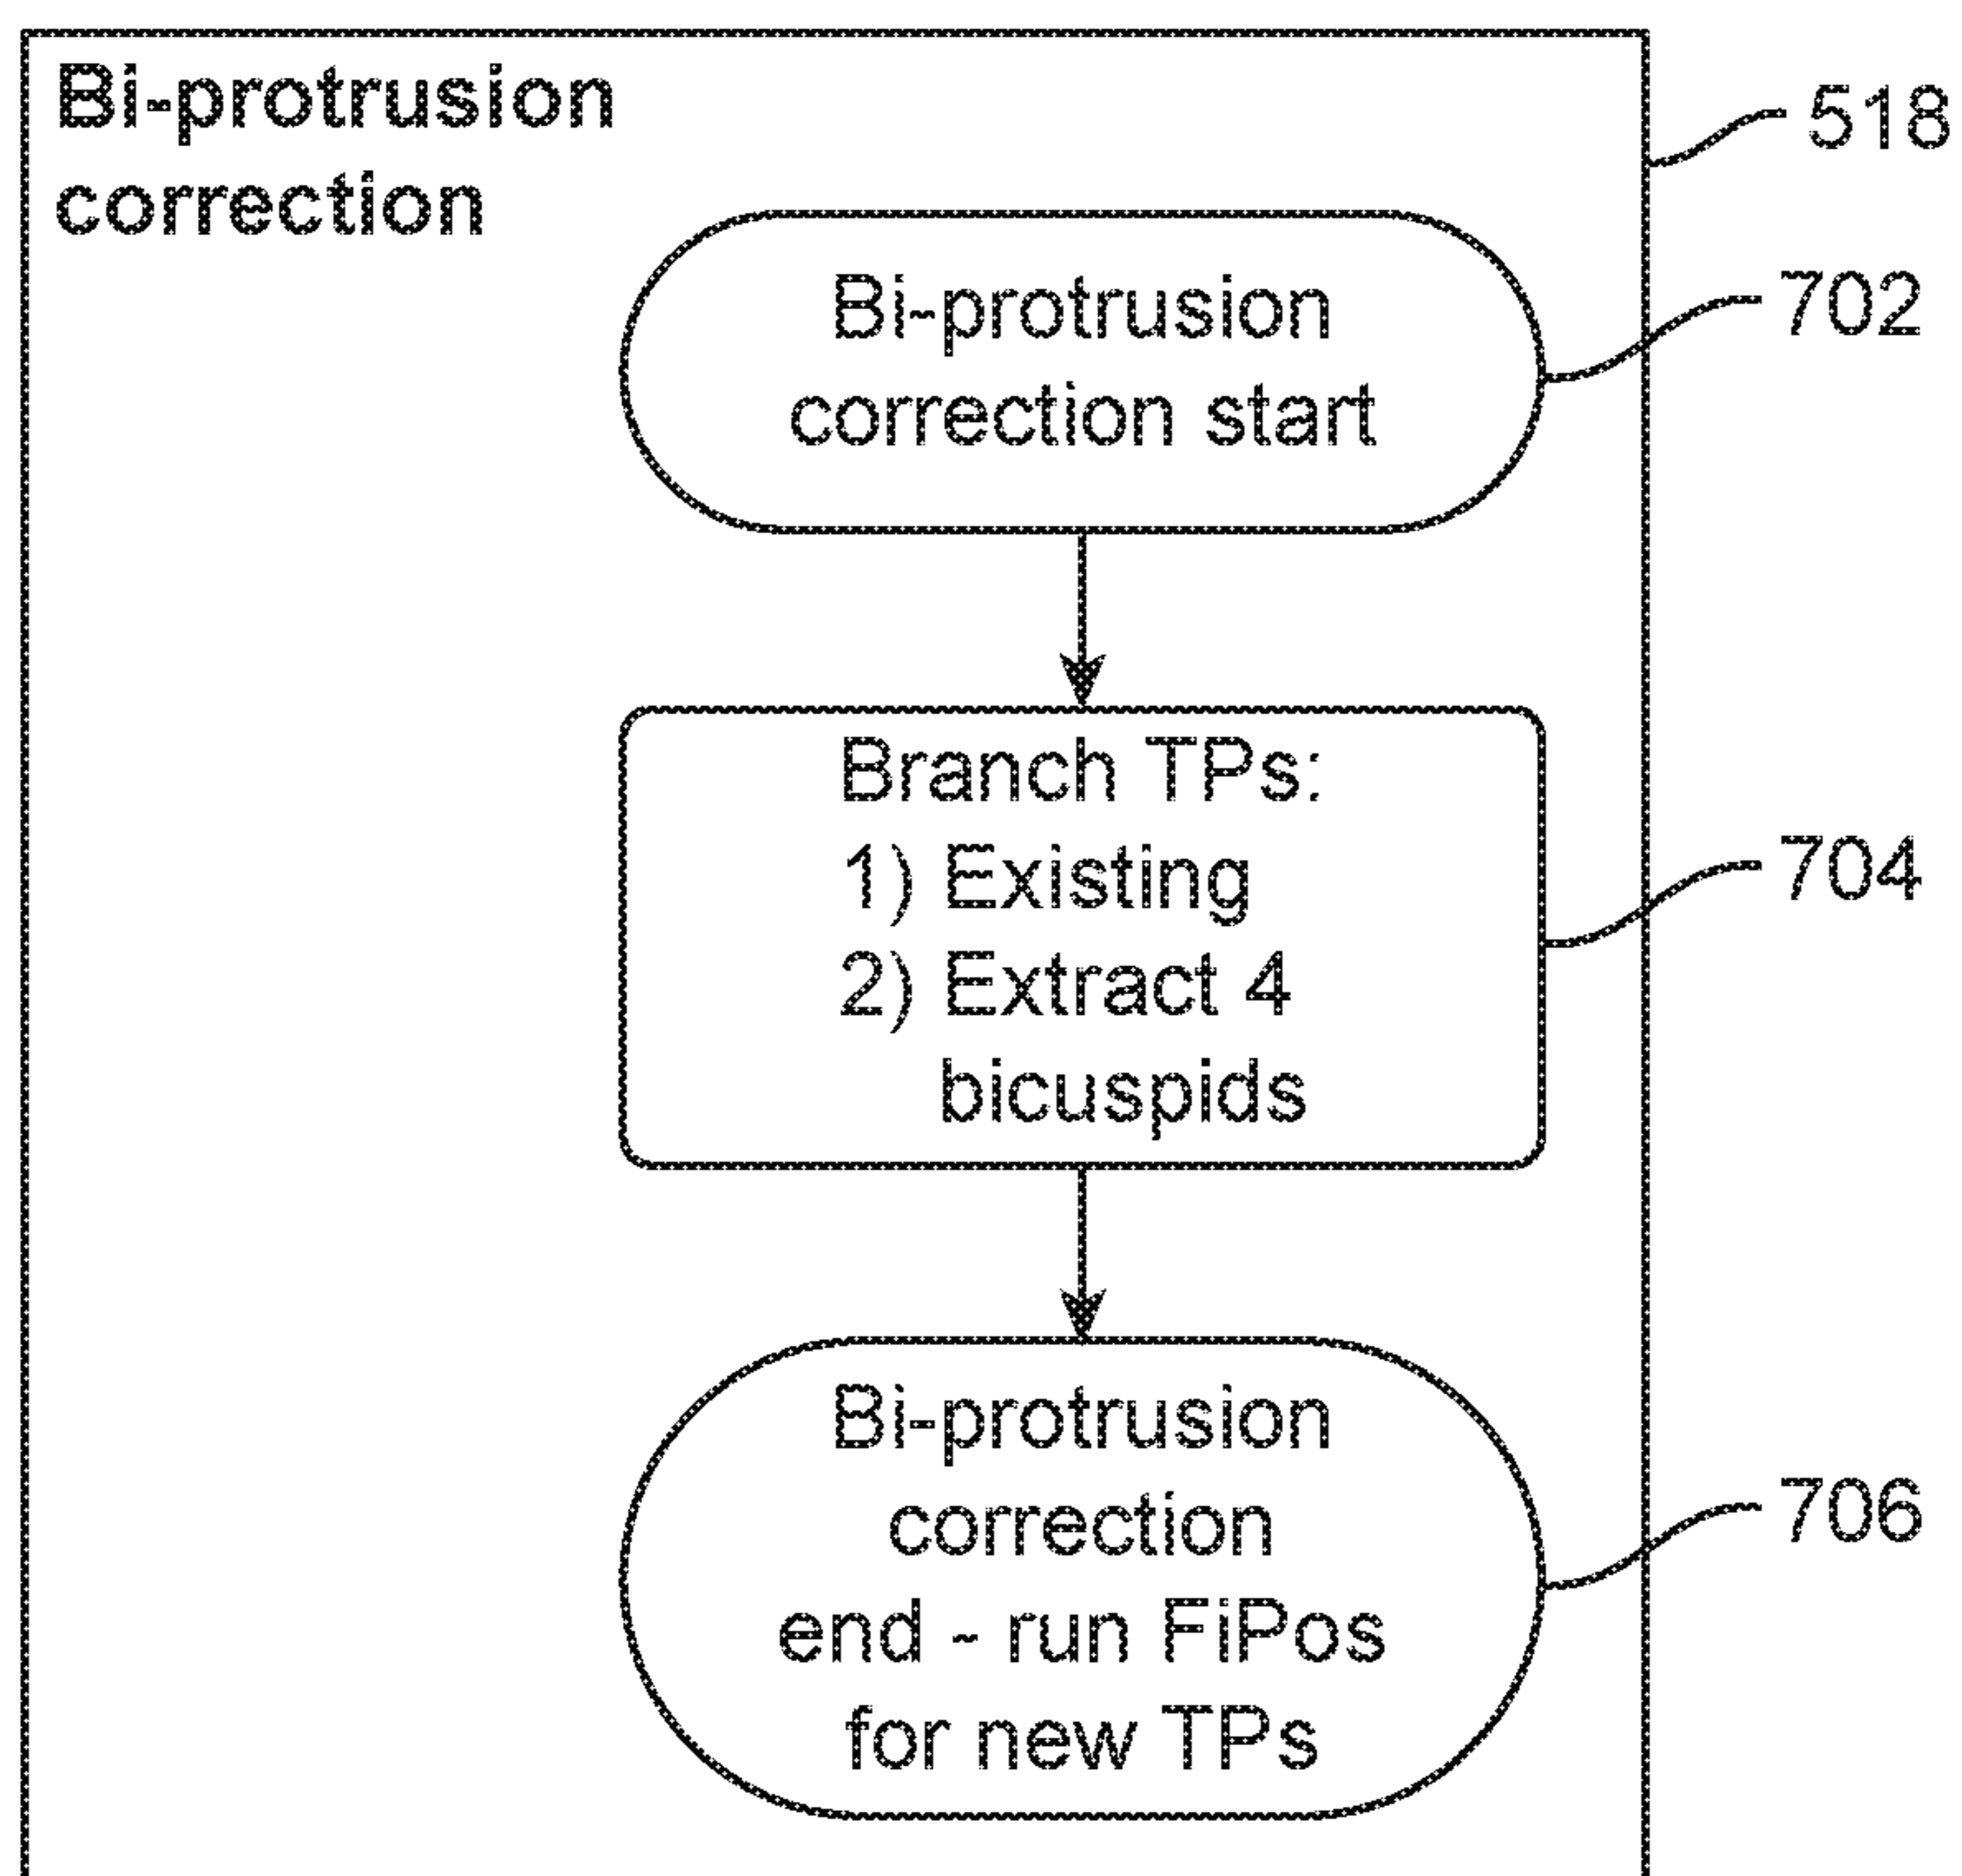 Bi-protrusion
correction
518
Bi-protrusion
correction start
702
Branch TPs:
1) Existing
2) Extract 4
bicuspids
704
Bi-protrusion
correction
end - run FiPos
for new TPs
706